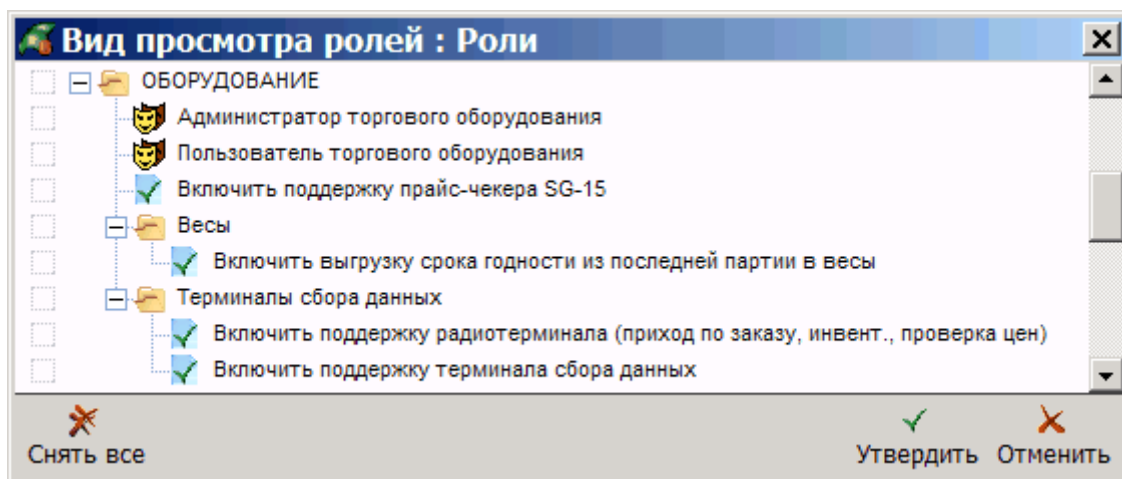 Вид просмотра ролей : Роли
ОБОРУДОВАНИЕ
Администратор торгового оборудования
Пользователь торгового оборудования
Включить поддержку прайс-чекера SG-15
Весы
Включить выгрузку срока годности из последней партии в весы
Терминалы сбора данных
Включить поддержку радиотерминала (приход по заказу, инвент., проверка цен)
Включить поддержку терминала сбора данных
Снять все Утвердить Отменить